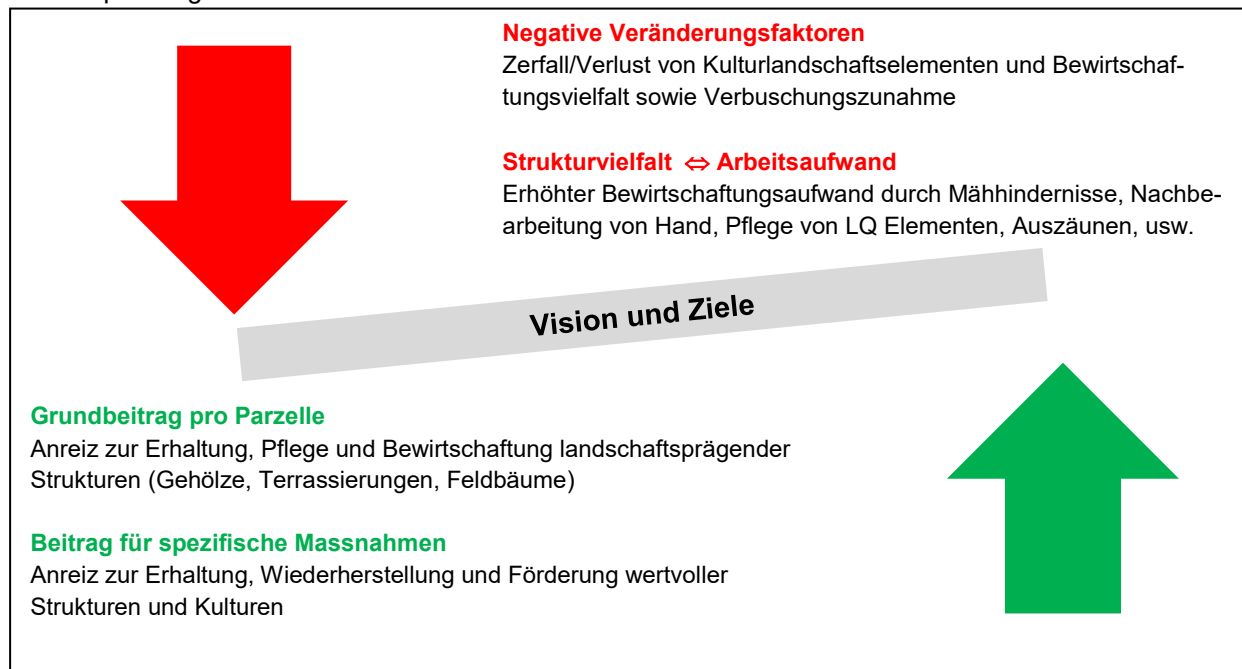 Negative Veränderungsfaktoren
Zerfall/Verlust von Kulturlandschaftselementen und Bewirtschaf-
tungsvielfalt sowie Verbuschungszunahme
Strukturvielfalt ⇔ Arbeitsaufwand
Erhöhter Bewirtschaftungsaufwand durch Mähhindernisse, Nachbe-
arbeitung von Hand, Pflege von LQ Elementen, Auszäunen, usw.
Vision und Ziele
Grundbeitrag pro Parzelle
Anreiz zur Erhaltung, Pflege und Bewirtschaftung landschaftsprägender
Strukturen (Gehölze, Terrassierungen, Feldbäume)
Beitrag für spezifische Massnahmen
Anreiz zur Erhaltung, Wiederherstellung und Förderung wertvoller
Strukturen und Kulturen